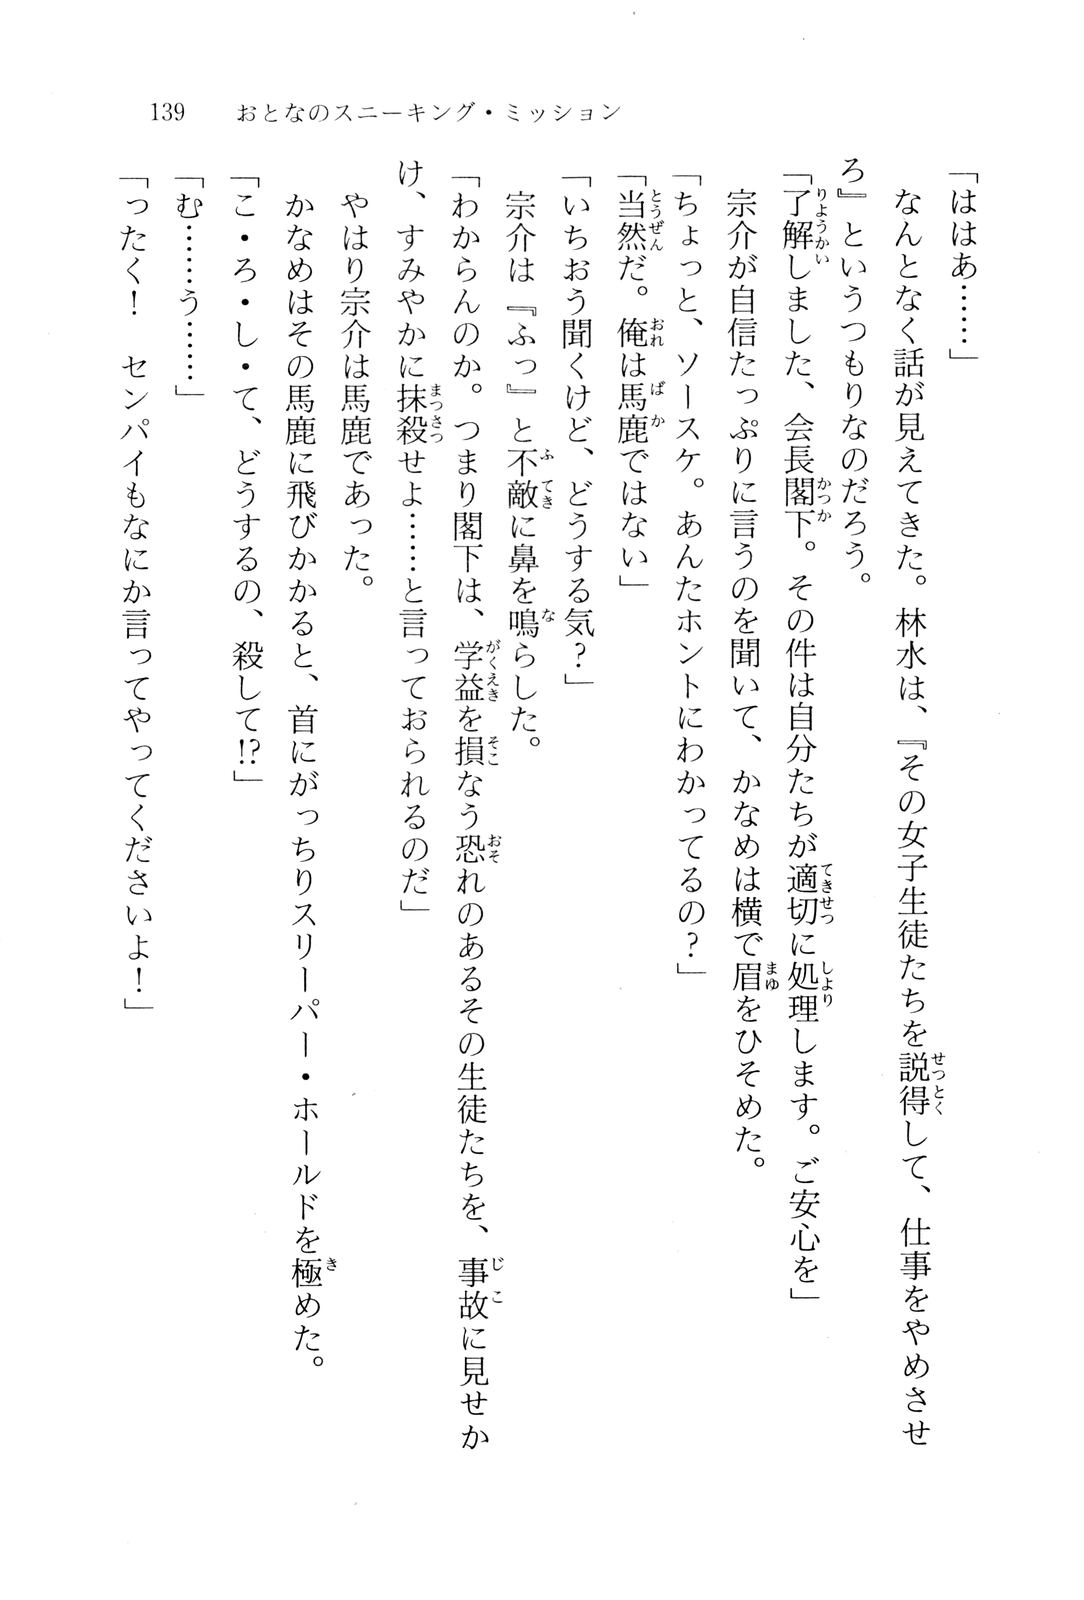 139　おとなのスニーキング・ミッション
「ははあ……」
　なんとなく話が見えてきた。林水は、『その女子生徒たちを説得して、仕事をやめさせ
ろ』というつもりなのだろう。
「了解しました、会長閣下。その件は自分たちが適切に処理します。ご安心を」
　宗介が自信たっぷりに言うのを聞いて、かなめは横で眉をひそめた。
「ちょっと、ソースケ。あんたホントにわかってるの？」
「当然だ。俺は馬鹿ではない」
「いちおう聞くけど、どうする気？」
　宗介は『ふっ』と不敵に鼻を鳴らした。
「わからんのか。つまり閣下は、学益を損なう恐れのあるその生徒たちを、事故に見せか
け、すみやかに抹殺せよ……と言っておられるのだ」
　やはり宗介は馬鹿であった。
　かなめはその馬鹿に飛びかかると、首にがっちりスリーパー・ホールドを極めた。
「こ・ろ・し・て、どうするの、殺して!?」
「む……う……」
「ったく！　センパイもなにか言ってやってくださいよ！」